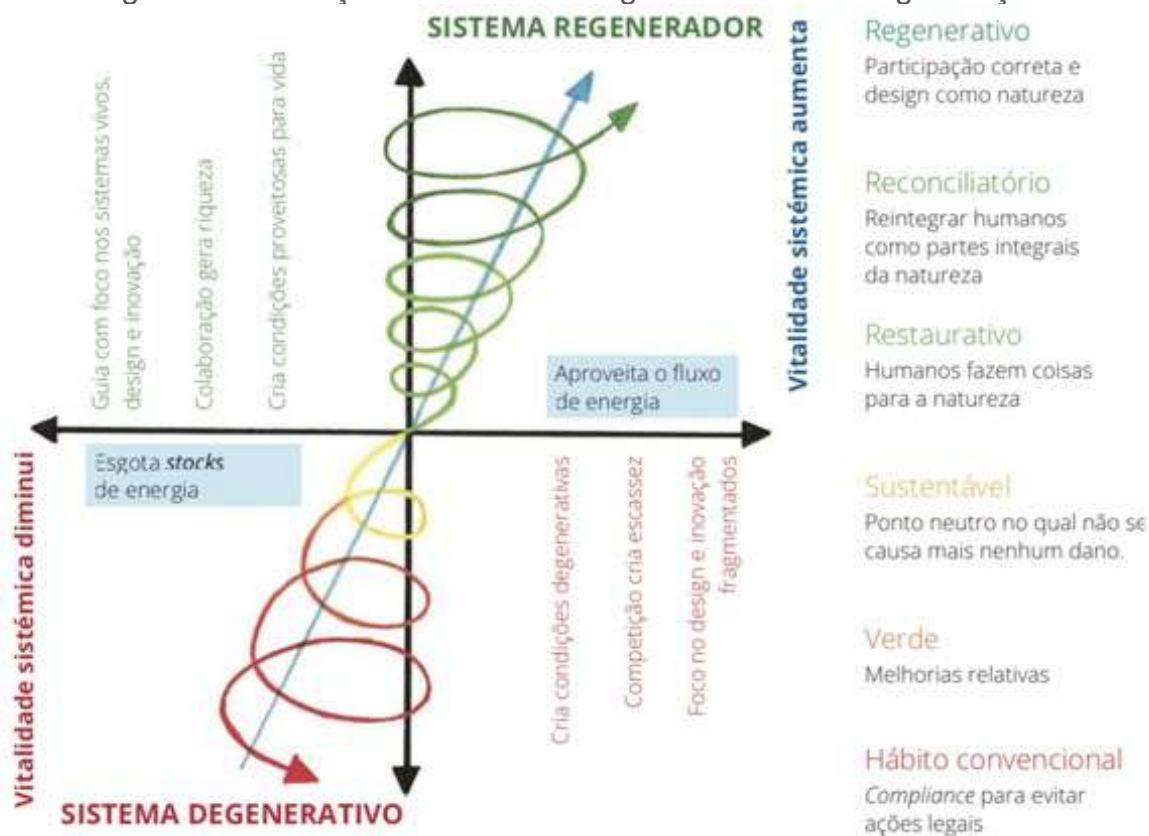 SISTEMA REGENERADOR
Guia com foco nos sistemas vivos,
design e inovação
Colaboração gera riqueza
Cria condições proveitosas para vida
Vitalidade sistémica aumenta
Aproveita o fluxo
de energia
Esgota stocks
de energia
Vitalidade sistémica diminui
Cria condições degenerativas
Competição cria escassez
Foco no design e inovação
fragmentados
SISTEMA DEGENERATIVO
Regenerativo
Participação correta e
design como natureza
Reconciliatório
Reintegrar humanos
como partes integrais
da natureza
Restaurativo
Humanos fazem coisas
para a natureza
Sustentável
Ponto neutro no qual não se
causa mais nenhum dano.
Verde
Melhorias relativas
Hábito convencional
Compliance para evitar
ações legais